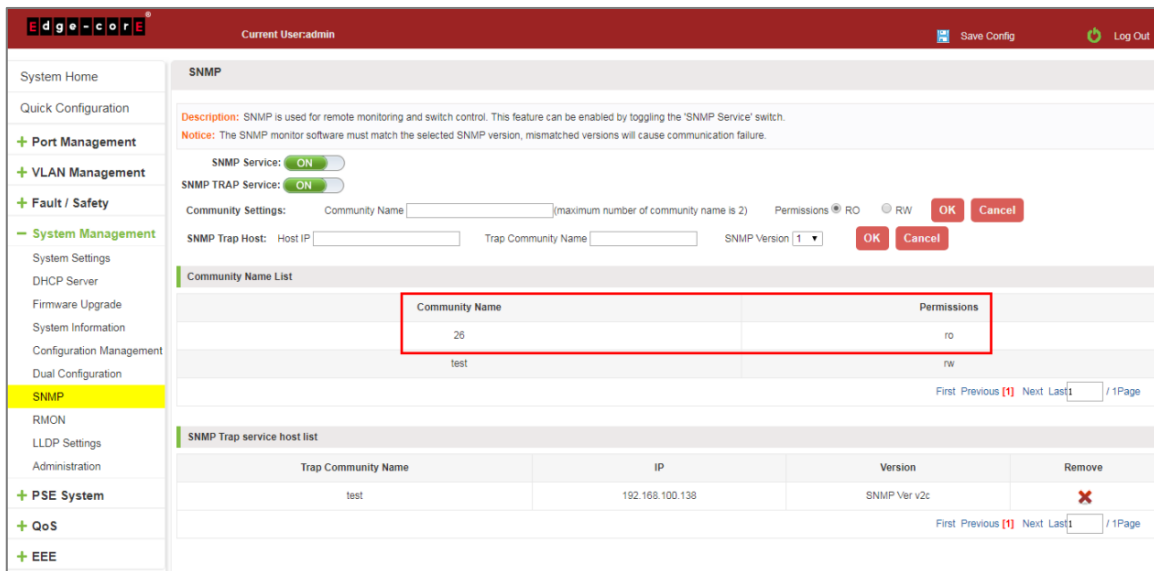 Edge-corE®
Current User:admin
Save Config
Log Out
System Home
Quick Configuration
+ Port Management
+ VLAN Management
+ Fault / Safety
− System Management
System Settings
DHCP Server
Firmware Upgrade
System Information
Configuration Management
Dual Configuration
SNMP
RMON
LLDP Settings
Administration
+ PSE System
+ QoS
+ EEE
SNMP
Description: SNMP is used for remote monitoring and switch control. This feature can be enabled by toggling the 'SNMP Service' switch.
Notice: The SNMP monitor software must match the selected SNMP version, mismatched versions will cause communication failure.
SNMP Service: ON
SNMP TRAP Service: ON
Community Settings: Community Name (maximum number of community name is 2) Permissions RO RW OK Cancel
SNMP Trap Host: Host IP Trap Community Name SNMP Version 1 OK Cancel
Community Name List
Community Name Permissions
26 ro
test rw
First Previous [1] Next Last 1 / 1Page
SNMP Trap service host list
Trap Community Name IP Version Remove
test 192.168.100.138 SNMP Ver v2c
First Previous [1] Next Last 1 / 1Page